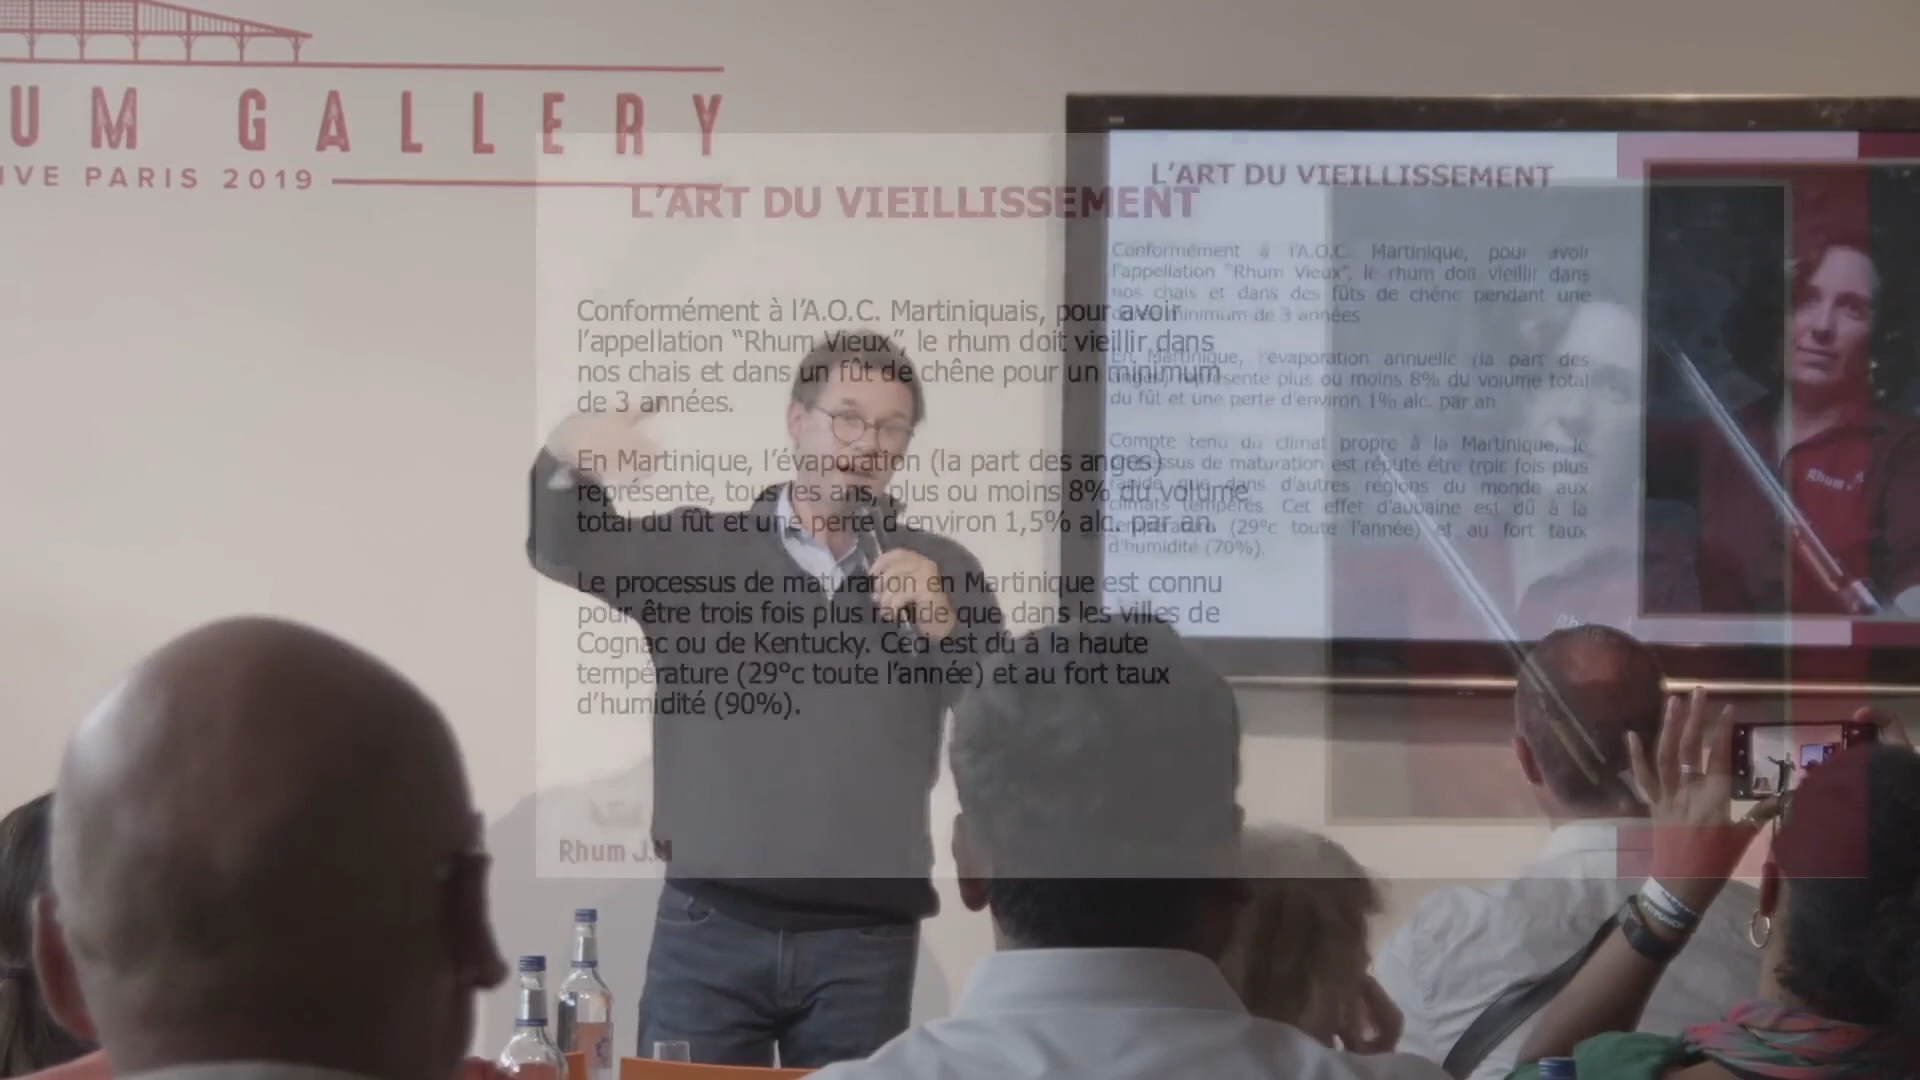 UM GALLERY
IVE PARIS 2019
L'ART DU VIEILLISSEMENT
Conformément à l'A.O.C. Martiniquais, pour avoir
l'appellation “Rhum Vieux”, le rhum doit vieillir dans
nos chais et dans un fût de chêne pour un minimum
de 3 années.
En Martinique, l'évaporation (la part des anges)
représente, tous les ans, plus ou moins 8% du volume
total du fût et une perte d'environ 1,5% alc. par an.
Le processus de maturation en Martinique est connu
pour être trois fois plus rapide que dans les villes de
Cognac ou de Kentucky. Ceci est dû à la haute
température (29°c toute l'année) et au fort taux
d'humidité (90%).
Rhum J.M
L'ART DU VIEILLISSEMENT
Conformément à l'A.O.C. Martinique, pour avoir
l'appellation “Rhum Vieux”, le rhum doit vieillir dans
nos chais et dans des fûts de chêne pendant une
minimum de 3 années
En Martinique, l'évaporation annuelle (la part des
anges) représente plus ou moins 8% du volume total
du fût et une perte d'environ 1% alc. par an
Compte tenu du climat propre à la Martinique, le
processus de maturation est réputé être trois fois plus
rapide que dans d'autres régions du monde aux
climats tempérés. Cet effet d'aubaine est dû à la
température (29°c toute l'année) et au fort taux
d'humidité (70%).
Rhum J.M
Rhum J